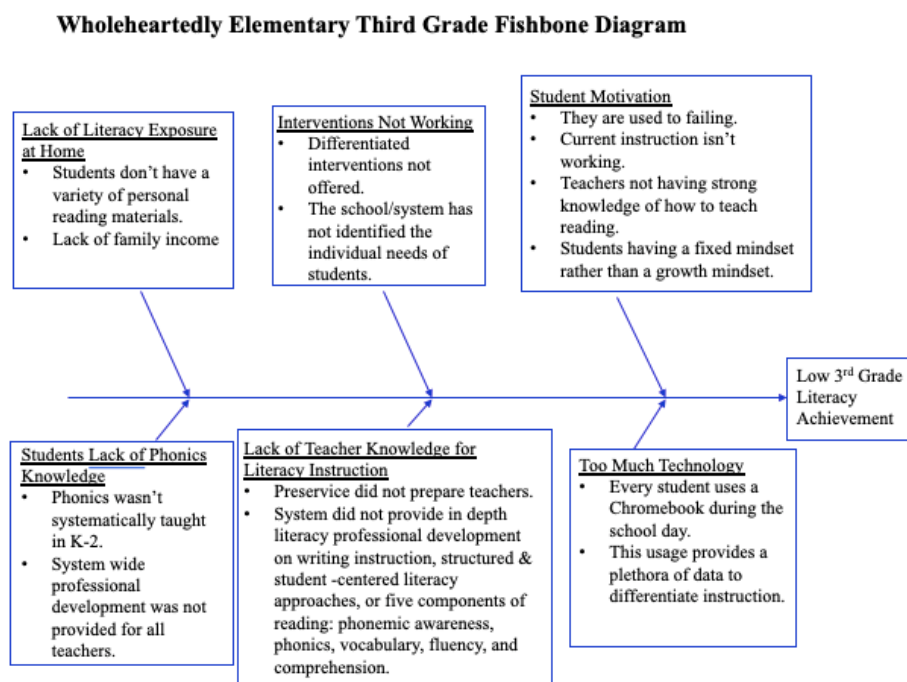 Wholeheartedly Elementary Third Grade Fishbone Diagram
Lack of Literacy Exposure
at Home
• Students don't have a
variety of personal
reading materials.
• Lack of family income
Interventions Not Working
• Differentiated
interventions not
offered.
• The school/system has
not identified the
individual needs of
students.
Student Motivation
• They are used to failing.
• Current instruction isn't
working.
• Teachers not having strong
knowledge of how to teach
reading.
• Students having a fixed mindset
rather than a growth mindset.
Low 3rd Grade
Literacy
Achievement
Students Lack of Phonics
Knowledge
• Phonics wasn't
systematically taught
in K-2.
• System wide
professional
development was not
provided for all
teachers.
Lack of Teacher Knowledge for
Literacy Instruction
• Preservice did not prepare teachers.
• System did not provide in depth
literacy professional development
on writing instruction, structured &
student -centered literacy
approaches, or five components of
reading: phonemic awareness,
phonics, vocabulary, fluency, and
comprehension.
Too Much Technology
• Every student uses a
Chromebook during the
school day.
• This usage provides a
plethora of data to
differentiate instruction.